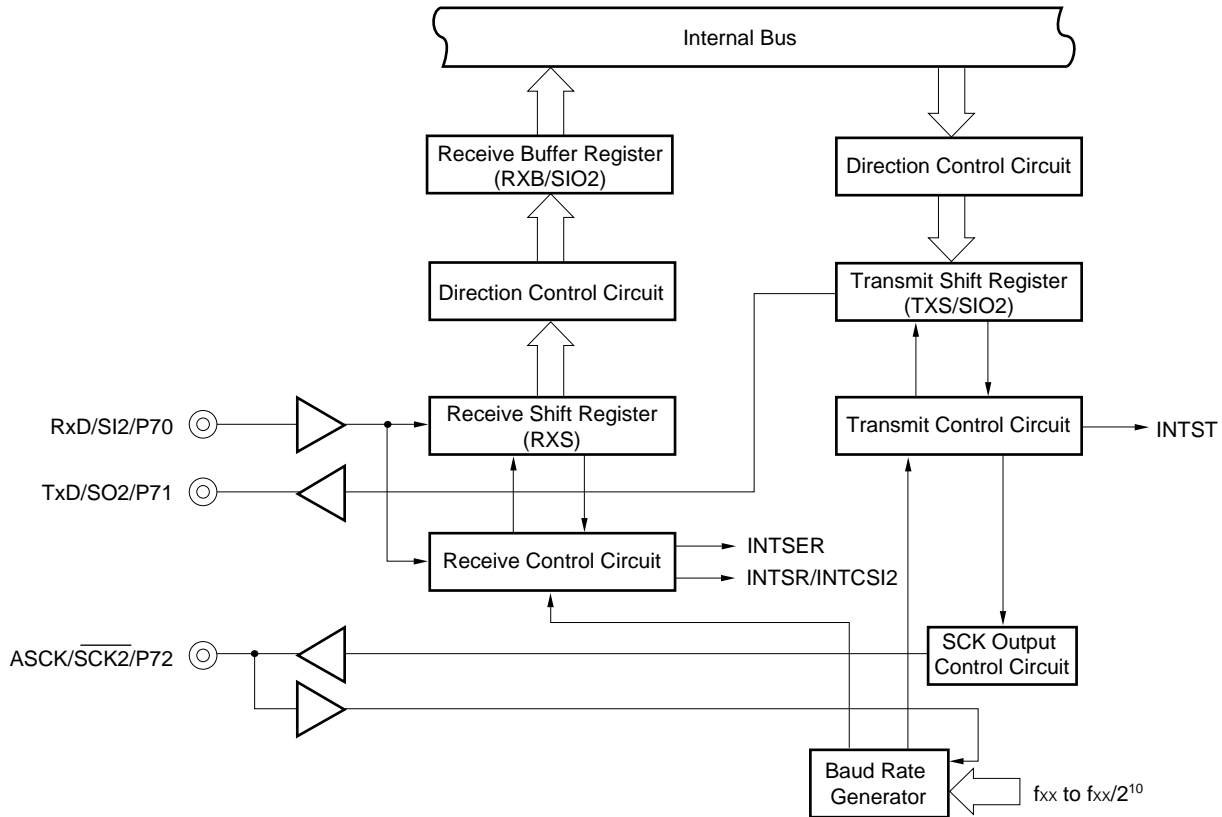 Internal Bus
Receive Buffer Register
(RXB/SIO2)
Direction Control Circuit
Direction Control Circuit
Transmit Shift Register
(TXS/SIO2)
RxD/SI2/P70
Receive Shift Register
(RXS)
Transmit Control Circuit
INTST
TxD/SO2/P71
Receive Control Circuit
INTSER
INTSR/INTCSI2
ASCK/S̅C̅K̅2̅/P72
SCK Output
Control Circuit
Baud Rate
Generator
fxx to fxx/2¹⁰